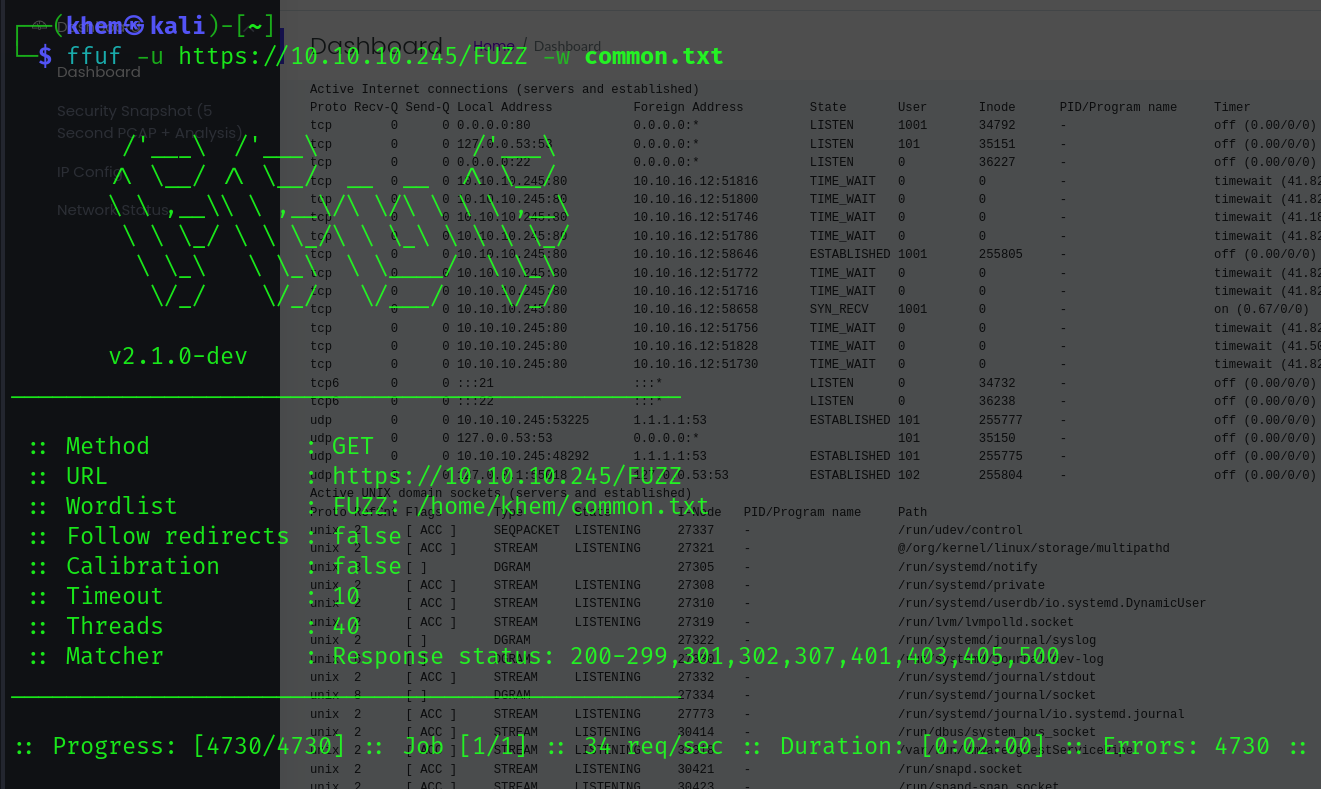 ┌──(khem㉿kali)-[~]
└─$ ffuf -u https://10.10.10.245/FUZZ -w common.txt
Dashboard
Home / Dashboard
Dashboard
Security Snapshot (5
Second PCAP + Analysis)
IP Config
Network Status
v2.1.0-dev
:: Method : GET
:: URL : https://10.10.10.245/FUZZ
:: Wordlist : FUZZ: /home/khem/common.txt
:: Follow redirects : false
:: Calibration : false
:: Timeout : 10
:: Threads : 40
:: Matcher : Response status: 200-299,301,302,307,401,403,405,500
:: Progress: [4730/4730] :: Job [1/1] :: 34 req/sec :: Duration: [0:02:00] :: Errors: 4730 ::
Active Internet connections (servers and established)
Proto Recv-Q Send-Q Local Address Foreign Address State User Inode PID/Program name Timer
tcp 0 0 0.0.0.0:80 0.0.0.0:* LISTEN 1001 34792 - off (0.00/0/0)
tcp 0 0 127.0.0.53:53 0.0.0.0:* LISTEN 101 35151 - off (0.00/0/0)
tcp 0 0 0.0.0.0:22 0.0.0.0:* LISTEN 0 36227 - off (0.00/0/0)
tcp 0 0 10.10.10.245:80 10.10.16.12:51816 TIME_WAIT 0 0 - timewait (41.82
tcp 0 0 10.10.10.245:80 10.10.16.12:51800 TIME_WAIT 0 0 - timewait (41.82
tcp 0 0 10.10.10.245:80 10.10.16.12:51746 TIME_WAIT 0 0 - timewait (41.18
tcp 0 0 10.10.10.245:80 10.10.16.12:51786 TIME_WAIT 0 0 - timewait (41.82
tcp 0 0 10.10.10.245:80 10.10.16.12:58646 ESTABLISHED 1001 255805 - off (0.00/0/0)
tcp 0 0 10.10.10.245:80 10.10.16.12:51772 TIME_WAIT 0 0 - timewait (41.82
tcp 0 0 10.10.10.245:80 10.10.16.12:51716 TIME_WAIT 0 0 - timewait (41.82
tcp 0 0 10.10.10.245:80 10.10.16.12:58658 SYN_RECV 1001 0 - on (0.67/0/0)
tcp 0 0 10.10.10.245:80 10.10.16.12:51756 TIME_WAIT 0 0 - timewait (41.82
tcp 0 0 10.10.10.245:80 10.10.16.12:51828 TIME_WAIT 0 0 - timewait (41.50
tcp 0 0 10.10.10.245:80 10.10.16.12:51730 TIME_WAIT 0 0 - timewait (41.82
tcp6 0 0 :::21 :::* LISTEN 0 34732 - off (0.00/0/0)
tcp6 0 0 :::22 :::* LISTEN 0 36238 - off (0.00/0/0)
udp 0 0 10.10.10.245:53225 1.1.1.1:53 ESTABLISHED 101 255777 - off (0.00/0/0)
udp 0 0 127.0.0.53:53 0.0.0.0:* 101 35150 - off (0.00/0/0)
udp 0 0 10.10.10.245:48292 1.1.1.1:53 ESTABLISHED 101 255775 - off (0.00/0/0)
udp 0 0 127.0.0.53:53 ESTABLISHED 102 255804 - off (0.00/0/0)
Active UNIX domain sockets (servers and established)
Proto RefCnt Flags Type State I-Node PID/Program name Path
unix 2 [ ACC ] SEQPACKET LISTENING 27337 - /run/udev/control
unix 2 [ ACC ] STREAM LISTENING 27321 - @/org/kernel/linux/storage/multipathd
unix [ ] DGRAM 27305 - /run/systemd/notify
unix 2 [ ACC ] STREAM LISTENING 27308 - /run/systemd/private
unix 2 [ ACC ] STREAM LISTENING 27310 - /run/systemd/userdb/io.systemd.DynamicUser
unix 2 [ ACC ] STREAM LISTENING 27319 - /run/lvm/lvmpolld.socket
unix 2 [ ] DGRAM 27322 - /run/systemd/journal/syslog
unix [ ] DGRAM - /run/systemd/journal/dev-log
unix 2 [ ACC ] STREAM LISTENING 27332 - /run/systemd/journal/stdout
unix 8 [ ] DGRAM 27334 - /run/systemd/journal/socket
unix 2 [ ACC ] STREAM LISTENING 27773 - /run/systemd/journal/io.systemd.journal
unix 2 [ ACC ] STREAM LISTENING 30414 - /run/dbus/system_bus_socket
unix 2 [ ACC ] STREAM LISTENING
unix 2 [ ACC ] STREAM LISTENING 30421 - /run/snapd.socket
unix 2 [ ACC ] STREAM LISTENING 30423 - /run/snapd-snap.socket